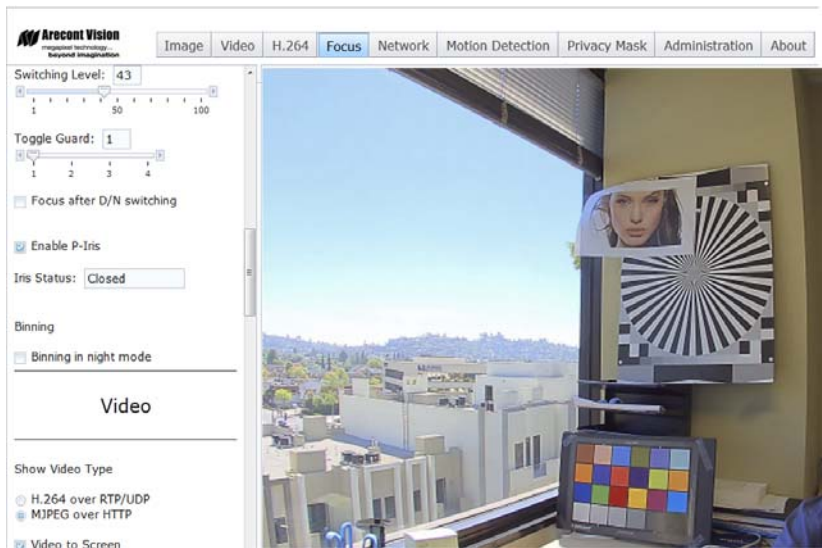 Arecont Vision
megapixel technology...
beyond imagination
Image Video H.264 Focus Network Motion Detection Privacy Mask Administration About
Switching Level: 43
1 50 100
Toggle Guard: 1
1 2 3 4
Focus after D/N switching
Enable P-Iris
Iris Status: Closed
Binning
Binning in night mode
Video
Show Video Type
H.264 over RTP/UDP
MJPEG over HTTP
Video to Screen